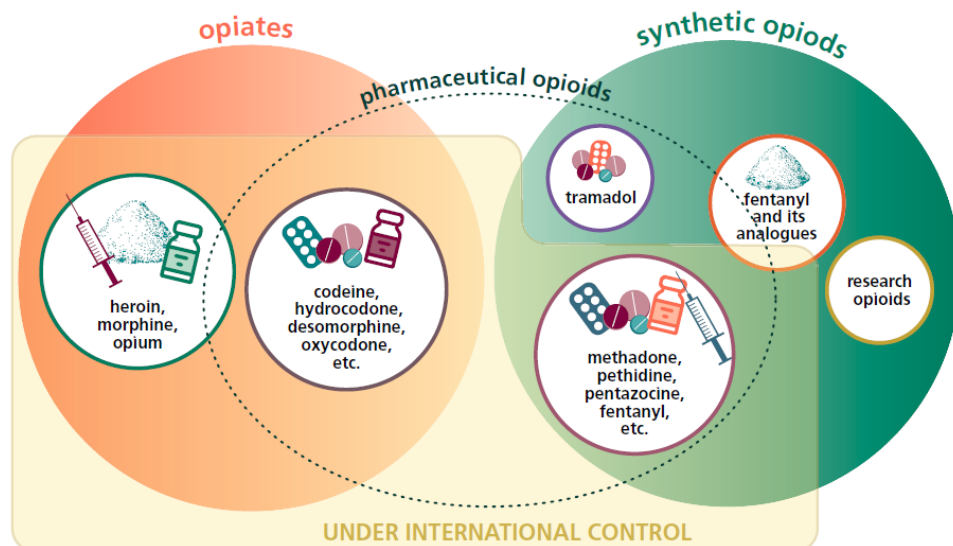 opiates
synthetic opiods
pharmaceutical opioids
tramadol
fentanyl
and its
analogues
research
opioids
heroin,
morphine,
opium
codeine,
hydrocodone,
desomorphine,
oxycodone,
etc.
methadone,
pethidine,
pentazocine,
fentanyl,
etc.
UNDER INTERNATIONAL CONTROL